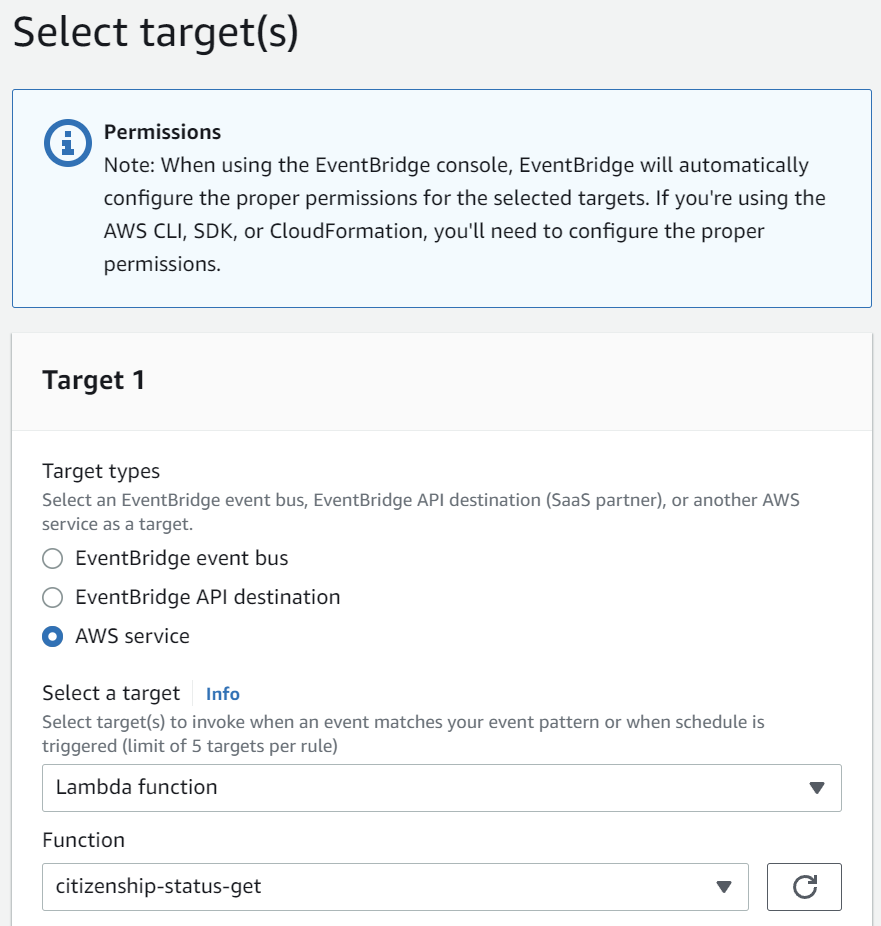 Select target(s)
Permissions
Note: When using the EventBridge console, EventBridge will automatically
configure the proper permissions for the selected targets. If you're using the
AWS CLI, SDK, or CloudFormation, you'll need to configure the proper
permissions.
Target 1
Target types
Select an EventBridge event bus, EventBridge API destination (SaaS partner), or another AWS
service as a target.
EventBridge event bus
EventBridge API destination
AWS service
Select a target Info
Select target(s) to invoke when an event matches your event pattern or when schedule is
triggered (limit of 5 targets per rule)
Lambda function
Function
citizenship-status-get